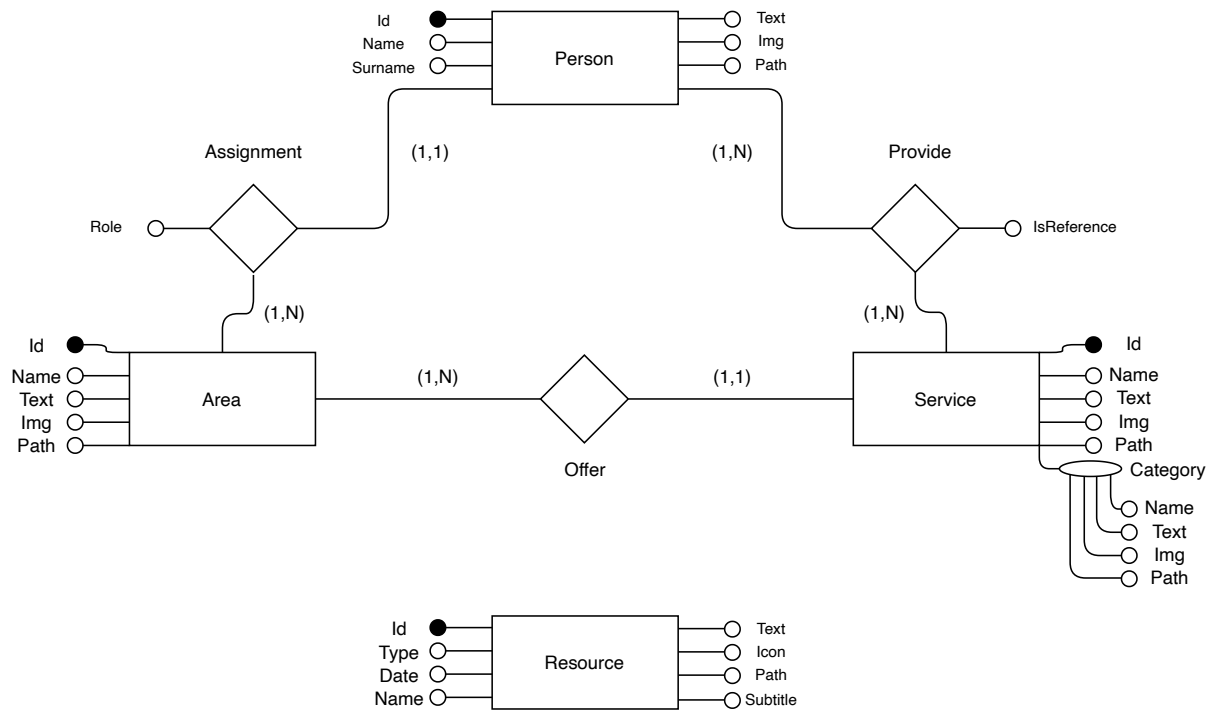 Id
Name
Surname
Person
Text
Img
Path
Assignment
(1,1)
(1,N)
Provide
Role
IsReference
(1,N)
(1,N)
Id
Name
Text
Img
Path
Area
(1,N)
(1,1)
Offer
Service
Id
Name
Text
Img
Path
Category
Name
Text
Img
Path
Id
Type
Date
Name
Resource
Text
Icon
Path
Subtitle